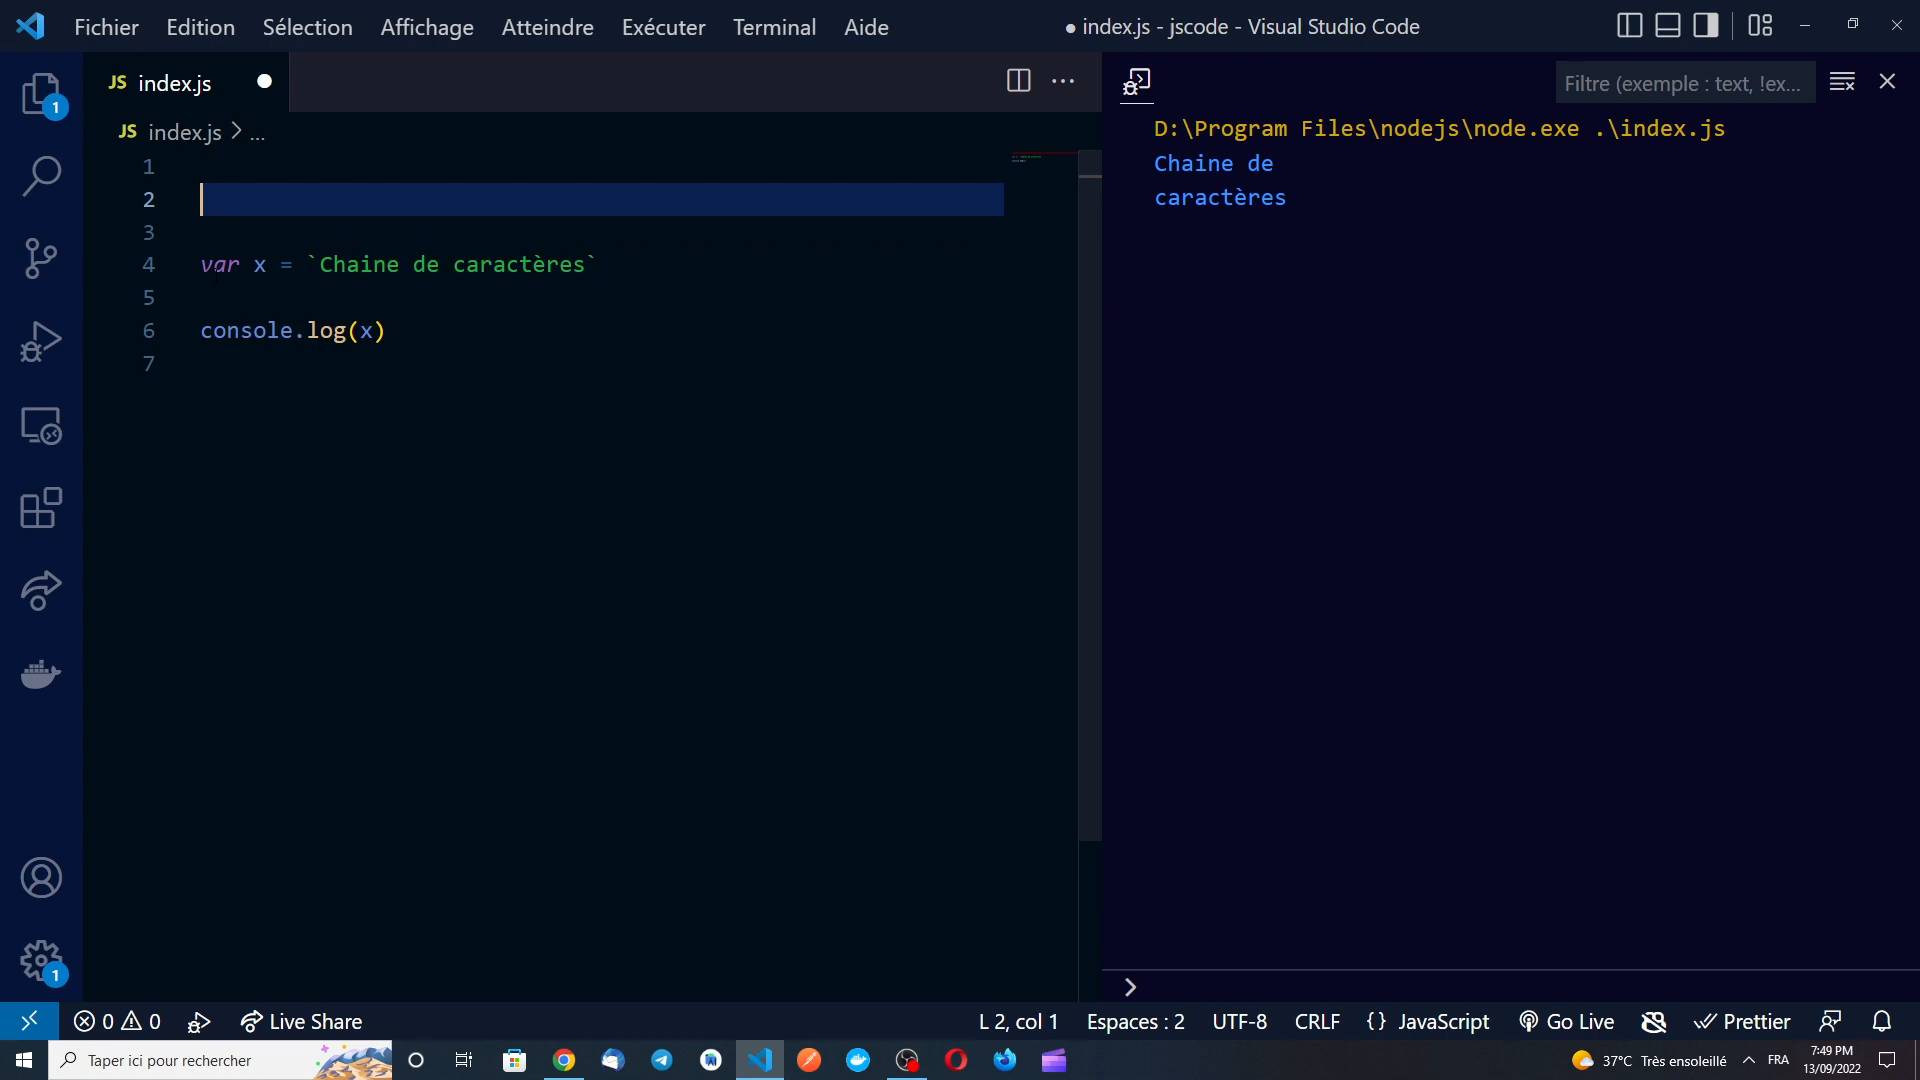 Fichier Edition Sélection Affichage Atteindre Exécuter Terminal Aide
● index.js - jscode - Visual Studio Code
JS index.js
Filtre (exemple : text, !ex...
JS index.js > ...
1
2
3
4 var x = `Chaine de caractères`
5
6 console.log(x)
7
D:\Program Files\nodejs\node.exe .\index.js
Chaine de
caractères
1
1
0 0 Live Share L 2, col 1 Espaces : 2 UTF-8 CRLF {} JavaScript Go Live Prettier
Taper ici pour rechercher
37°C Très ensoleillé FRA
7:49 PM
13/09/2022